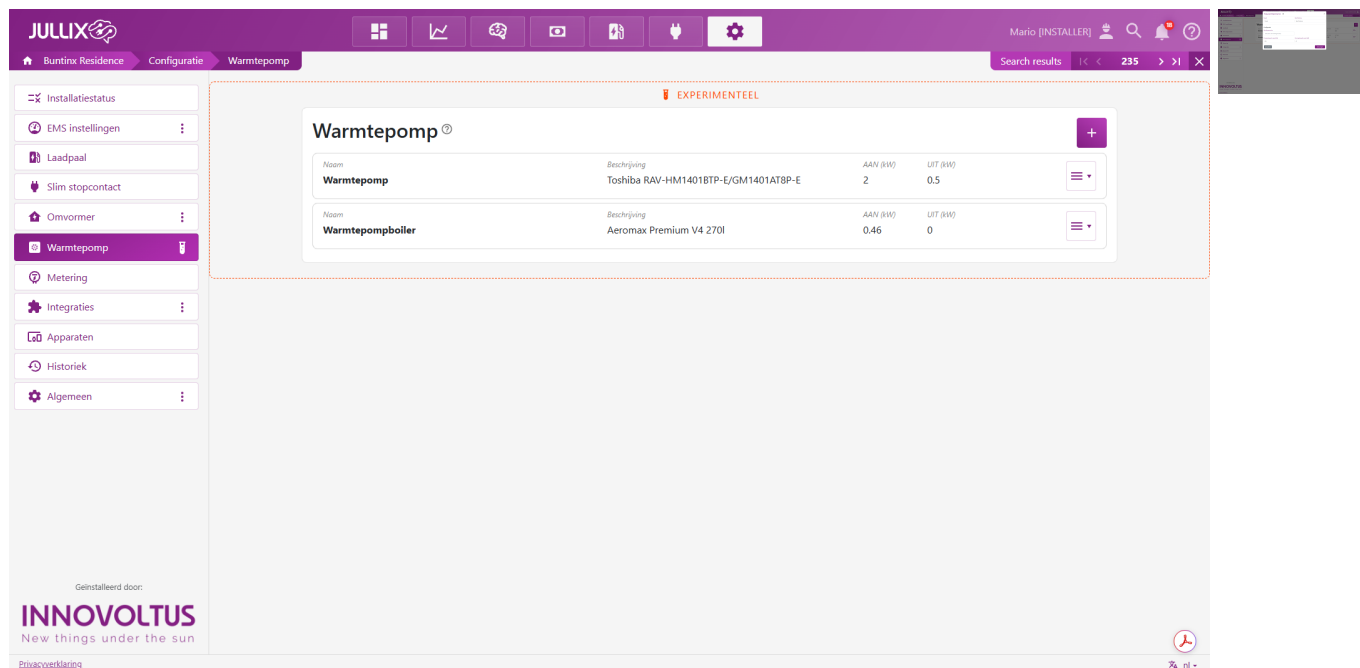 JULLIX
Mario [INSTALLER]
18
Buntinx Residence
Configuratie
Warmtepomp
Search results
235
Installatiestatus
EMS instellingen
Laadpaal
Slim stopcontact
Omvormer
Warmtepomp
Metering
Integraties
Apparaten
Historiek
Algemeen
EXPERIMENTEEL
Warmtepomp
+
Naam Beschrijving AAN (kW) UIT (kW)
Warmtepomp Toshiba RAV-HM1401BTP-E/GM1401AT8P-E 2 0.5
Naam Beschrijving AAN (kW) UIT (kW)
Warmtepompboiler Aeromax Premium V4 270l 0.46 0
Geïnstalleerd door:
INNOVOLTUS
New things under the sun
Privacyverklaring
nl